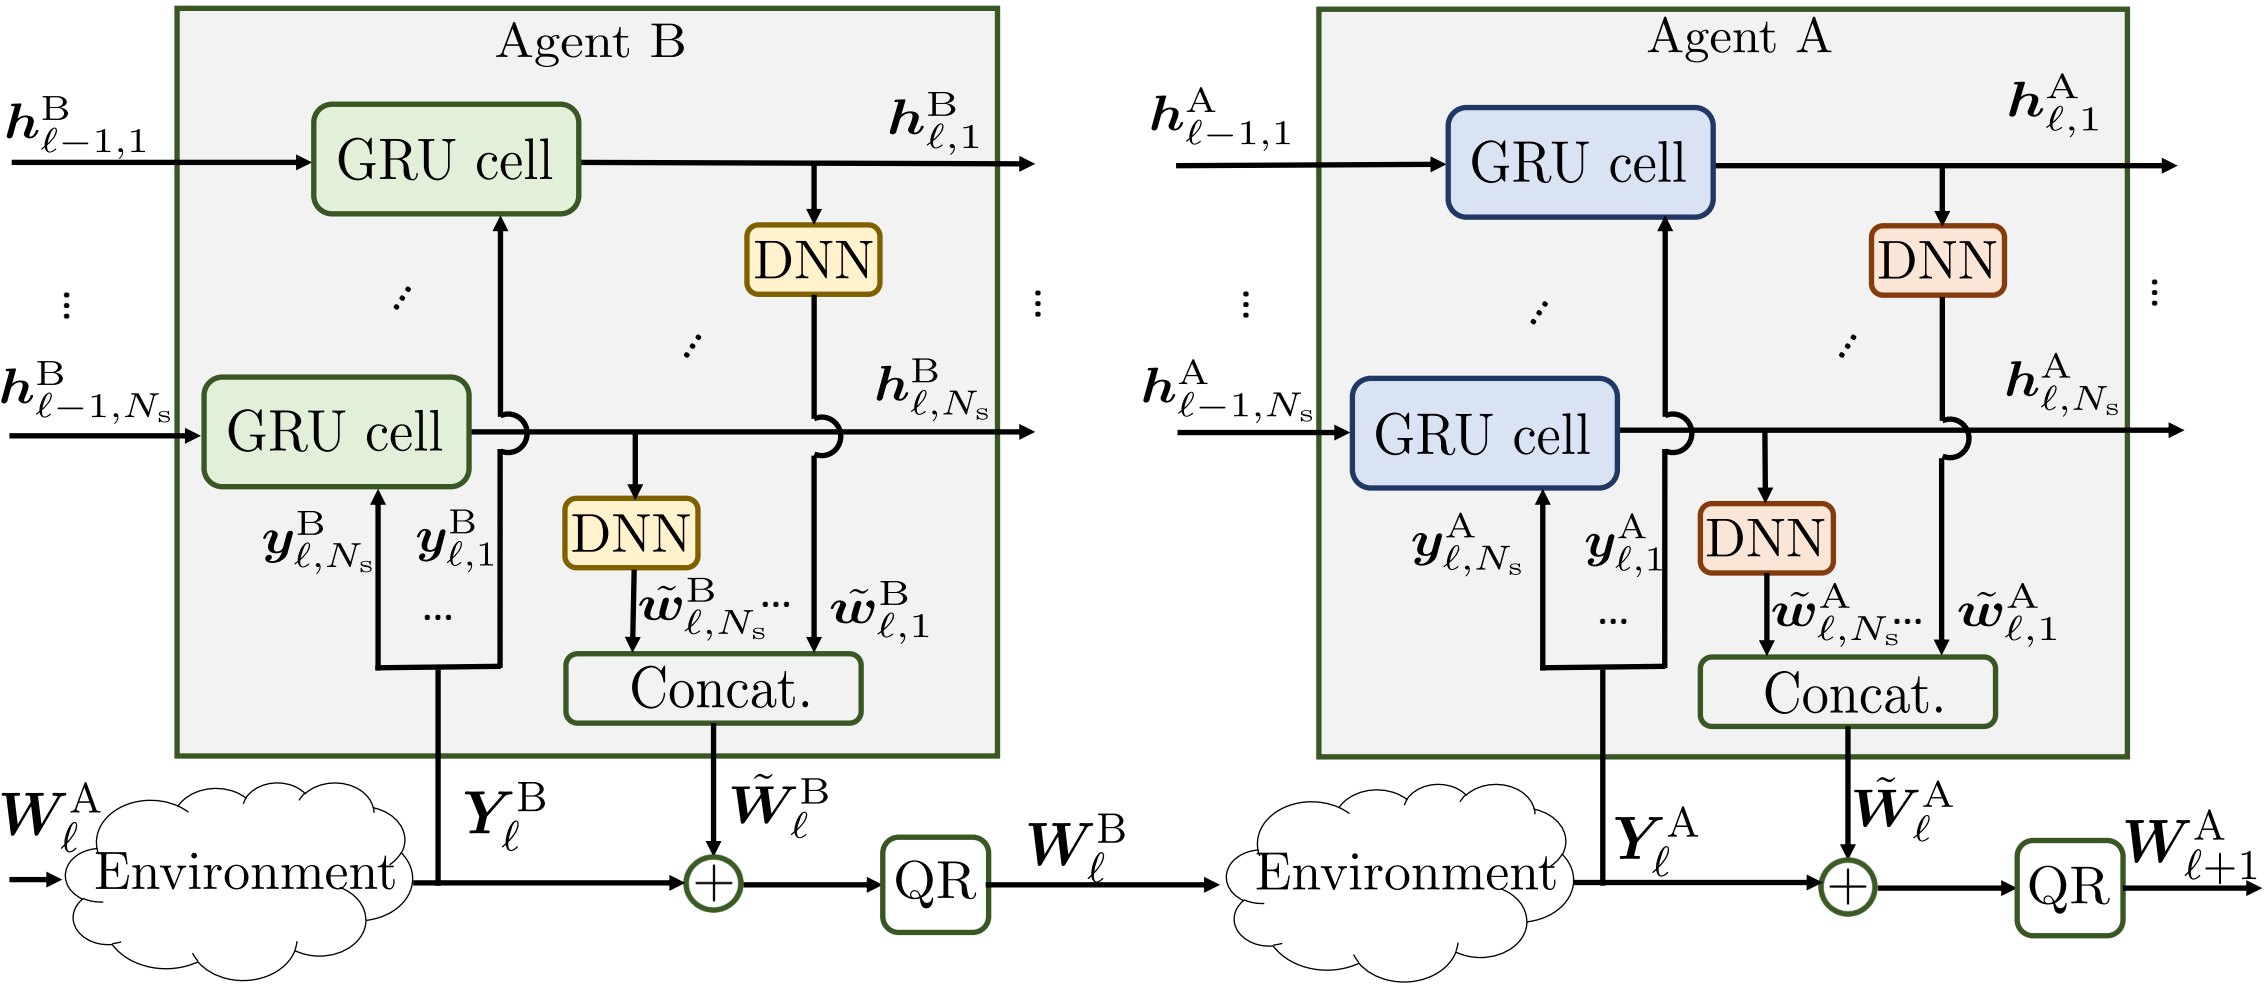 Agent B
h^B_{ℓ−1,1}
GRU cell
h^B_{ℓ,1}
DNN
⋮
...
...
⋮
h^B_{ℓ−1,N_s}
GRU cell
h^B_{ℓ,N_s}
y^B_{ℓ,N_s}
y^B_{ℓ,1}
DNN
...
w̃^B_{ℓ,N_s}
...
w̃^B_{ℓ,1}
Concat.
W^A_ℓ
Environment
Y^B_ℓ
W̃^B_ℓ
+
QR
W^B_ℓ
Agent A
h^A_{ℓ−1,1}
GRU cell
h^A_{ℓ,1}
DNN
⋮
...
...
⋮
h^A_{ℓ−1,N_s}
GRU cell
h^A_{ℓ,N_s}
y^A_{ℓ,N_s}
y^A_{ℓ,1}
DNN
...
w̃^A_{ℓ,N_s}
...
w̃^A_{ℓ,1}
Concat.
Environment
Y^A_ℓ
W̃^A_ℓ
+
QR
W^A_{ℓ+1}